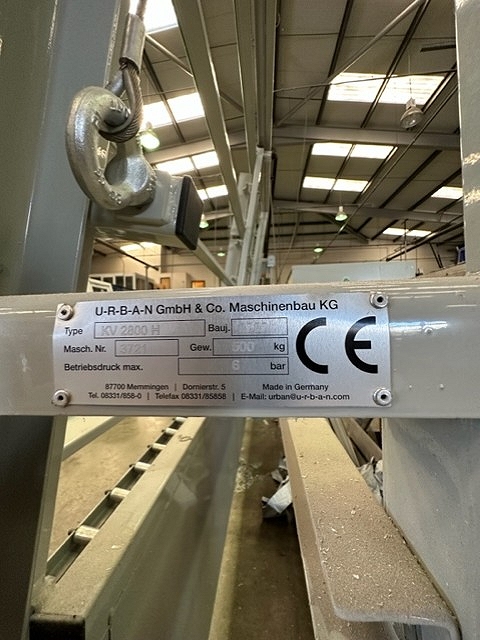 U-R-B-A-N GmbH & Co. Maschinenbau KG
Type KV 2800 H Bauj.
Masch. Nr. 3721 Gew. 500 kg
Betriebsdruck max. 6 bar
CE
87700 Memmingen | Dornierstr. 5 Made in Germany
Tel. 08331/858-0 | Telefax 08331/85858 | E-Mail: urban@u-r-b-a-n.com